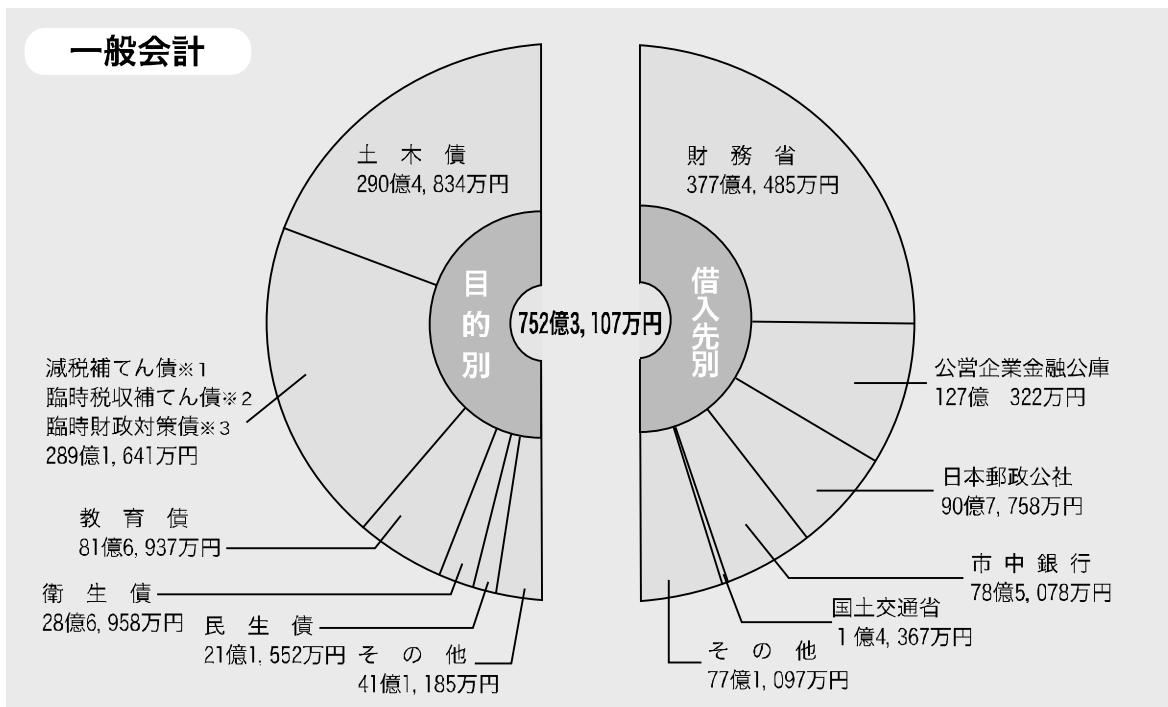 一般会計
土木債
290億4,834万円
減税補てん債※1
臨時税収補てん債※2
臨時財政対策債※3
289億1,641万円
教育債
81億6,937万円
衛生債
28億6,958万円
民生債
21億1,552万円
その他
41億1,185万円
目的別
752億3,107万円
借入先別
財務省
377億4,485万円
公営企業金融公庫
127億 322万円
日本郵政公社
90億7,758万円
市中銀行
78億5,078万円
国土交通省
1億4,367万円
その他
77億1,097万円